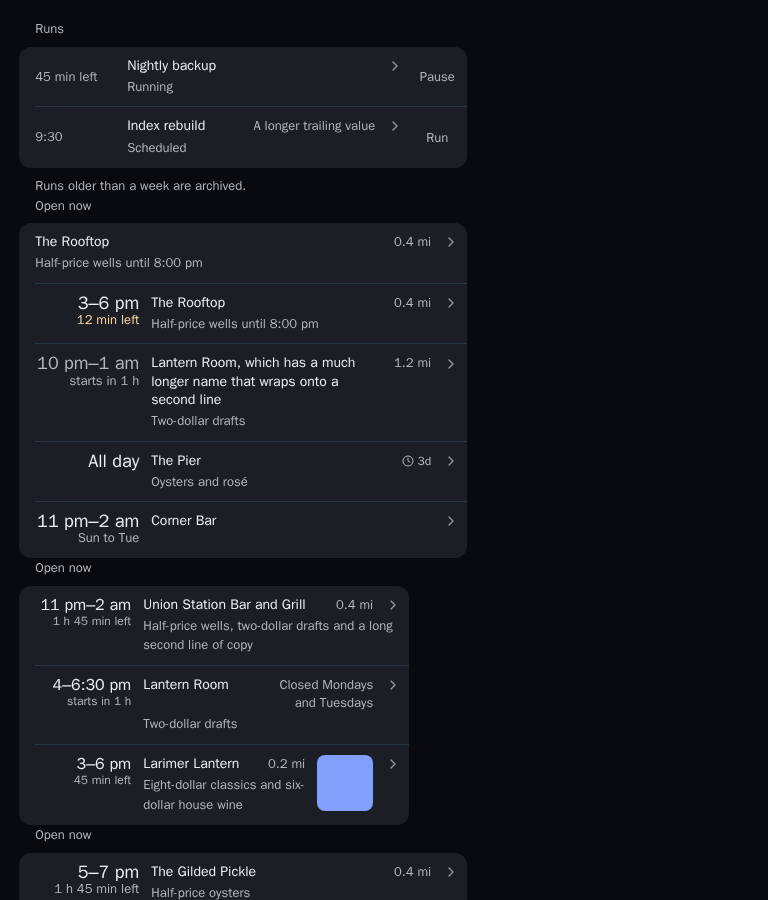 Runs
45 min left Nightly backup
Running
Pause
9:30 Index rebuild A longer trailing value
Scheduled
Run
Runs older than a week are archived.
Open now
The Rooftop 0.4 mi
Half-price wells until 8:00 pm
3–6 pm The Rooftop 0.4 mi
12 min left Half-price wells until 8:00 pm
10 pm–1 am Lantern Room, which has a much 1.2 mi
starts in 1 h longer name that wraps onto a
second line
Two-dollar drafts
All day The Pier 3d
Oysters and rosé
11 pm–2 am Corner Bar
Sun to Tue
Open now
11 pm–2 am Union Station Bar and Grill 0.4 mi
1 h 45 min left Half-price wells, two-dollar drafts and a long
second line of copy
4–6:30 pm Lantern Room Closed Mondays
starts in 1 h and Tuesdays
Two-dollar drafts
3–6 pm Larimer Lantern 0.2 mi
45 min left Eight-dollar classics and six-
dollar house wine
Open now
5–7 pm The Gilded Pickle 0.4 mi
1 h 45 min left Half-price oysters